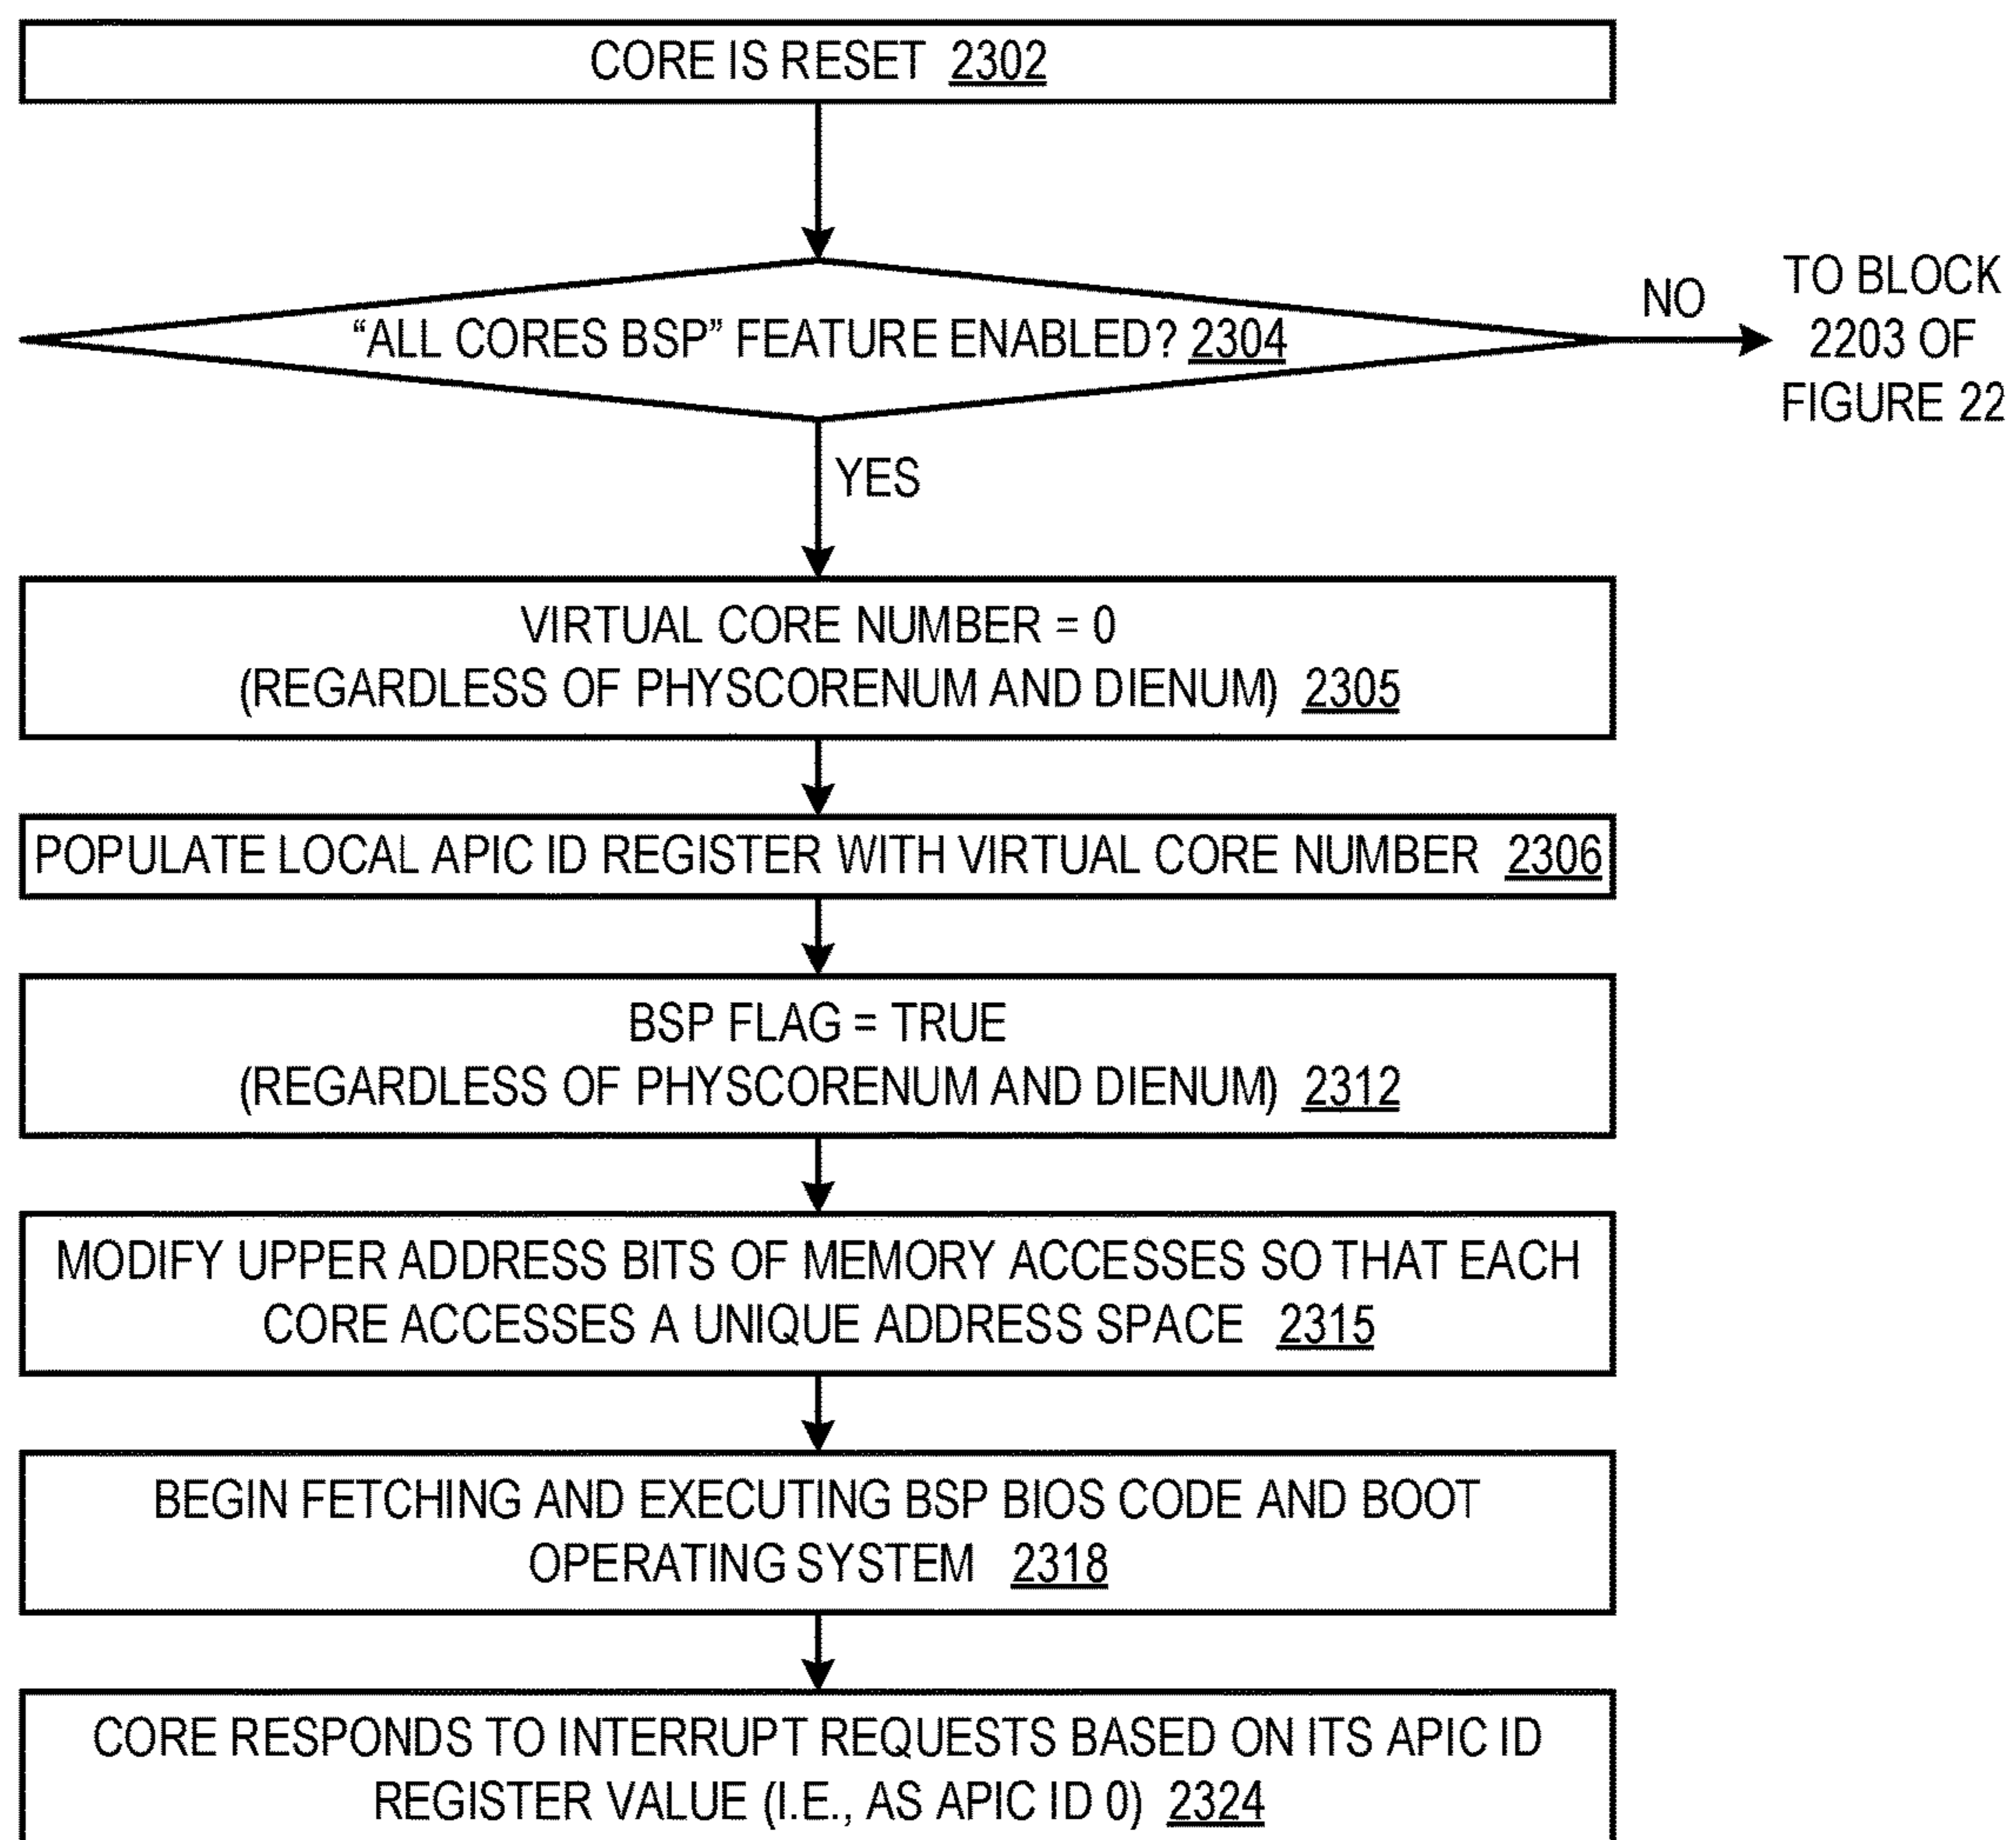 CORE IS RESET 2302
"ALL CORES BSP" FEATURE ENABLED? 2304
NO
TO BLOCK
2203 OF
FIGURE 22
YES
VIRTUAL CORE NUMBER = 0
(REGARDLESS OF PHYSCORENUM AND DIENUM) 2305
POPULATE LOCAL APIC ID REGISTER WITH VIRTUAL CORE NUMBER 2306
BSP FLAG = TRUE
(REGARDLESS OF PHYSCORENUM AND DIENUM) 2312
MODIFY UPPER ADDRESS BITS OF MEMORY ACCESSES SO THAT EACH
CORE ACCESSES A UNIQUE ADDRESS SPACE 2315
BEGIN FETCHING AND EXECUTING BSP BIOS CODE AND BOOT
OPERATING SYSTEM 2318
CORE RESPONDS TO INTERRUPT REQUESTS BASED ON ITS APIC ID
REGISTER VALUE (I.E., AS APIC ID 0) 2324